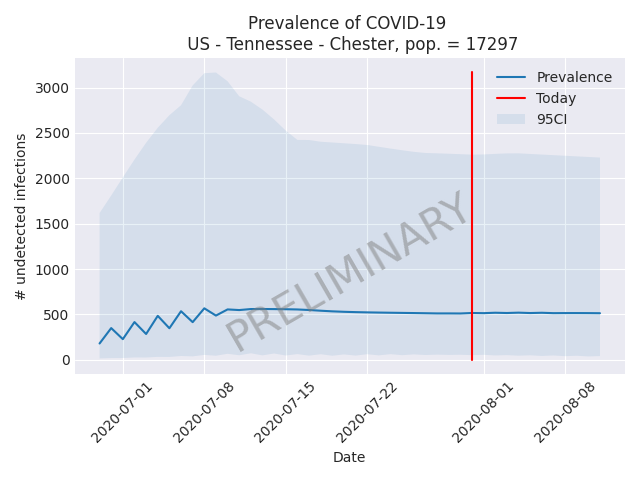 Prevalence of COVID-19
US - Tennessee - Chester, pop. = 17297
Prevalence
Today
95CI
3000
2500
2000
1500
1000
500
0
# undetected infections
PRELIMINARY
2020-07-01
2020-07-08
2020-07-15
2020-07-22
2020-08-01
2020-08-08
Date